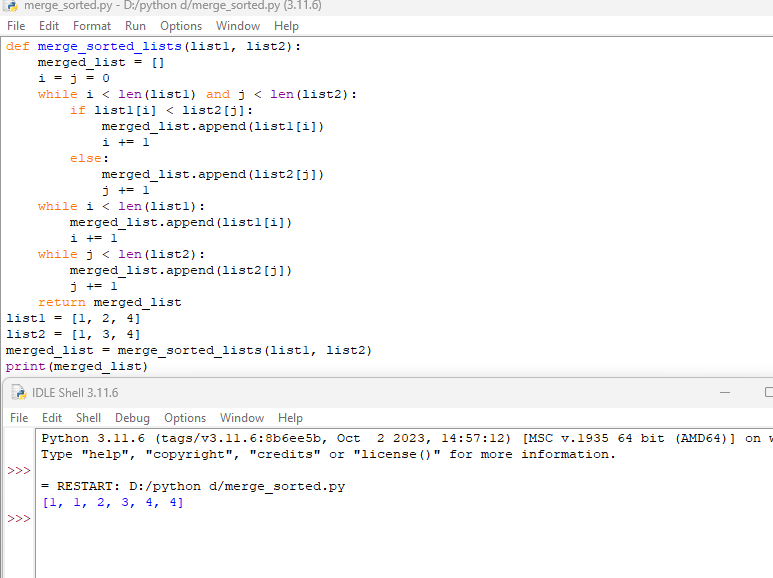 merge_sorted.py - D:/python d/merge_sorted.py (3.11.6)
File Edit Format Run Options Window Help
def merge_sorted_lists(list1, list2):
    merged_list = []
    i = j = 0
    while i < len(list1) and j < len(list2):
        if list1[i] < list2[j]:
            merged_list.append(list1[i])
            i += 1
        else:
            merged_list.append(list2[j])
            j += 1
    while i < len(list1):
        merged_list.append(list1[i])
        i += 1
    while j < len(list2):
        merged_list.append(list2[j])
        j += 1
    return merged_list
list1 = [1, 2, 4]
list2 = [1, 3, 4]
merged_list = merge_sorted_lists(list1, list2)
print(merged_list)
IDLE Shell 3.11.6
File Edit Shell Debug Options Window Help
Python 3.11.6 (tags/v3.11.6:8b6ee5b, Oct  2 2023, 14:57:12) [MSC v.1935 64 bit (AMD64)] on
Type "help", "copyright", "credits" or "license()" for more information.
>>>
= RESTART: D:/python d/merge_sorted.py
[1, 1, 2, 3, 4, 4]
>>>